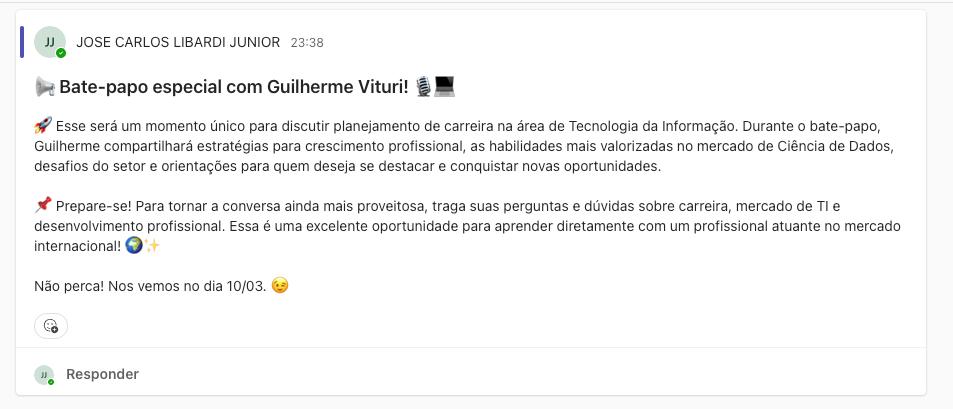 JJ JOSE CARLOS LIBARDI JUNIOR 23:38
📢 Bate-papo especial com Guilherme Vituri! 🎙️💻
🚀 Esse será um momento único para discutir planejamento de carreira na área de Tecnologia da Informação. Durante o bate-papo,
Guilherme compartilhará estratégias para crescimento profissional, as habilidades mais valorizadas no mercado de Ciência de Dados,
desafios do setor e orientações para quem deseja se destacar e conquistar novas oportunidades.
📌 Prepare-se! Para tornar a conversa ainda mais proveitosa, traga suas perguntas e dúvidas sobre carreira, mercado de TI e
desenvolvimento profissional. Essa é uma excelente oportunidade para aprender diretamente com um profissional atuante no mercado
internacional! 🌍✨
Não perca! Nos vemos no dia 10/03. 😉
JJ Responder